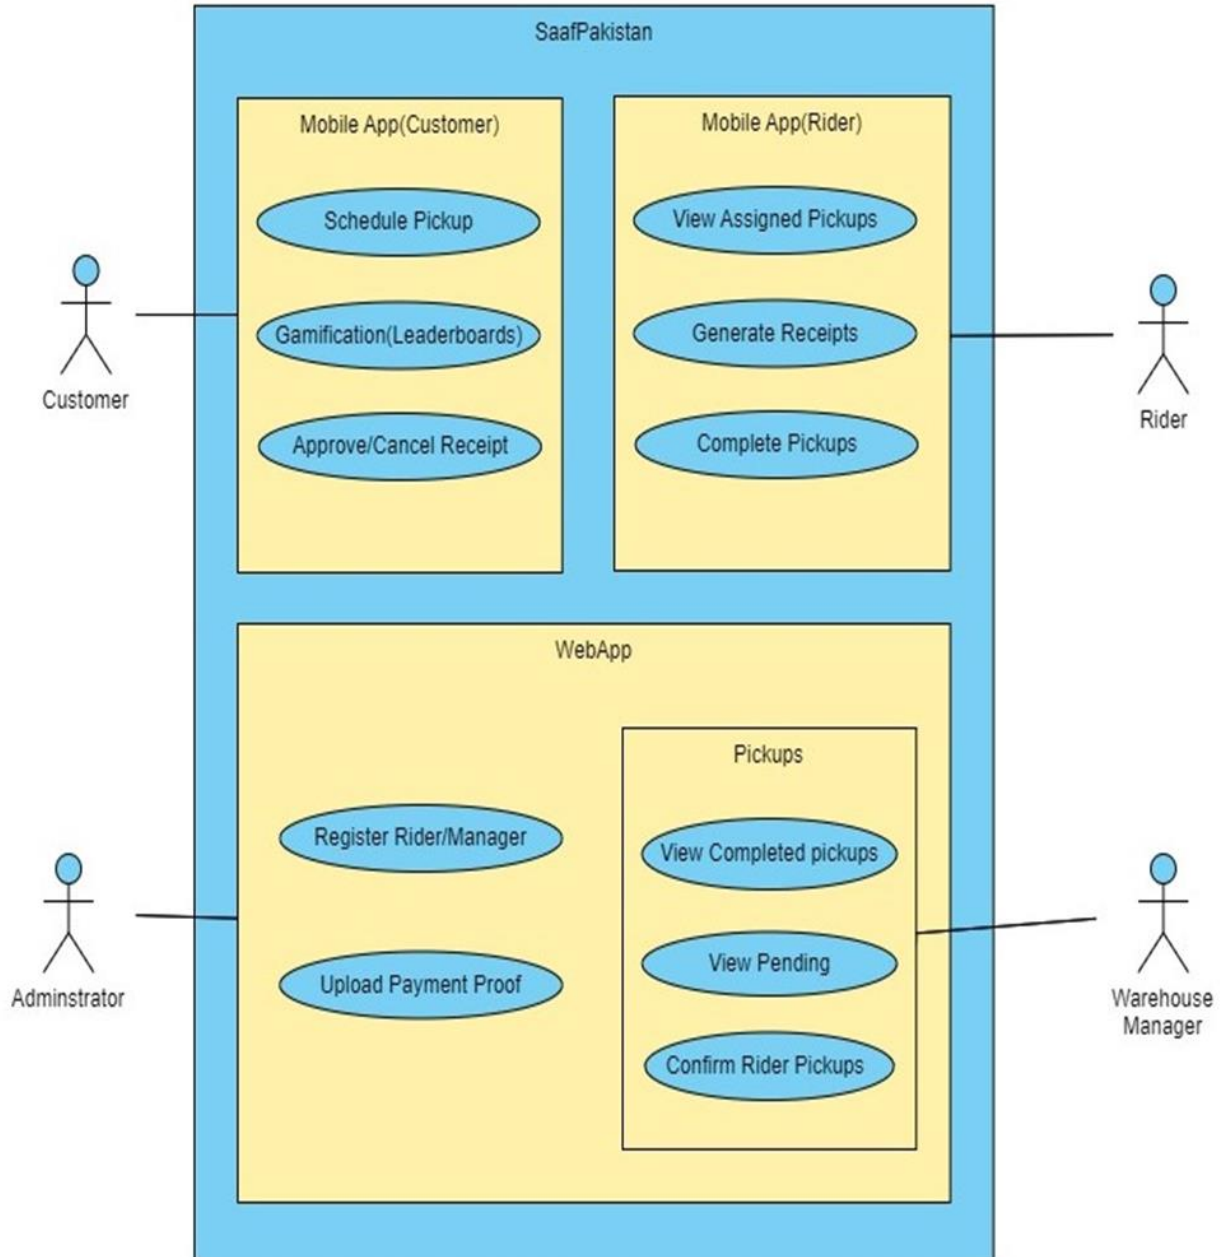 SaafPakistan
Mobile App(Customer)
Schedule Pickup
Gamification(Leaderboards)
Approve/Cancel Receipt
Mobile App(Rider)
View Assigned Pickups
Generate Receipts
Complete Pickups
Customer
Rider
WebApp
Register Rider/Manager
Upload Payment Proof
Pickups
View Completed pickups
View Pending
Confirm Rider Pickups
Adminstrator
Warehouse
Manager